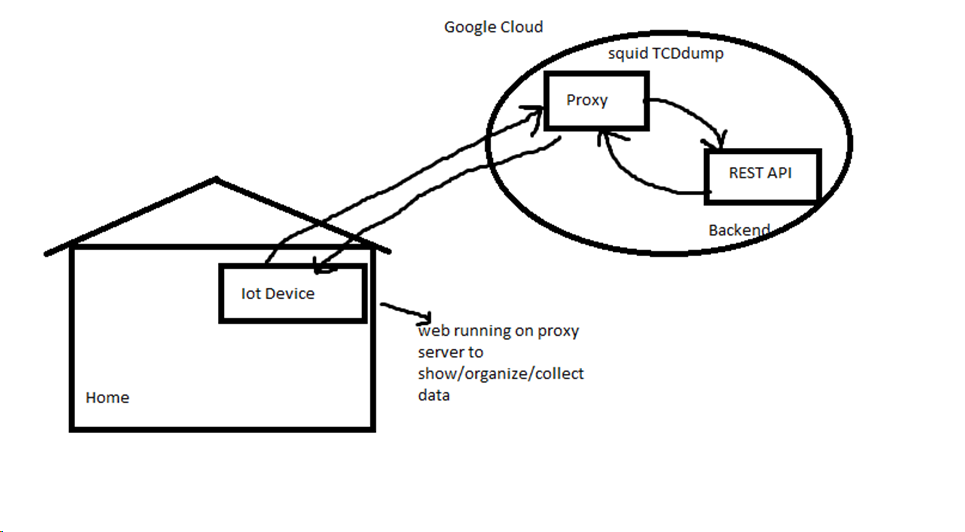 Google Cloud
squid TCDdump
Proxy
REST API
Backend
Iot Device
web running on proxy
server to
show/organize/collect
data
Home